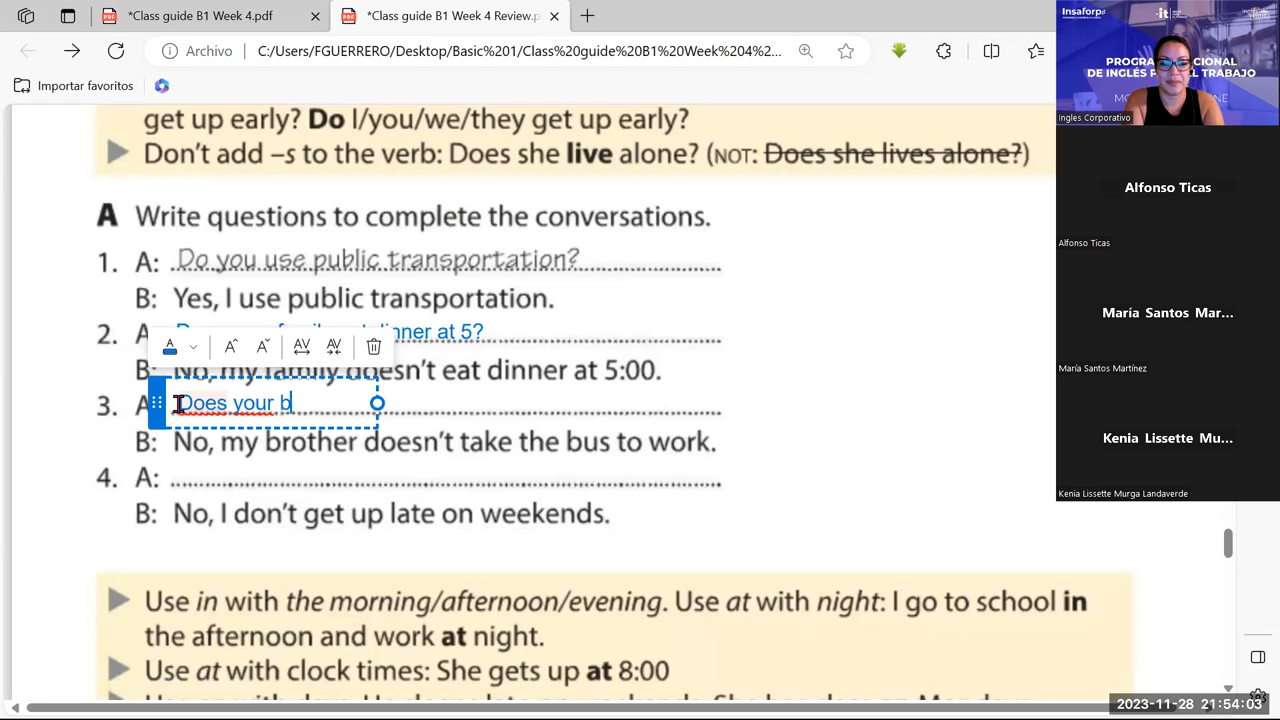 *Class guide B1 Week 4.pdf
*Class guide B1 Week 4 Review.p
Archivo
C:/Users/FGUERRERO/Desktop/Basic%201/Class%20guide%20B1%20Week%204%2...
Importar favoritos
get up early? Do I/you/we/they get up early?
Don't add –s to the verb: Does she live alone? (NOT: Does she lives alone?)
A Write questions to complete the conversations.
1. A: Do you use public transportation?
B: Yes, I use public transportation.
2. A dinner at 5?
B: No, my family doesn't eat dinner at 5:00.
3. A Does your b
B: No, my brother doesn't take the bus to work.
4. A:
B: No, I don't get up late on weekends.
Use in with the morning/afternoon/evening. Use at with night: I go to school in
the afternoon and work at night.
Use at with clock times: She gets up at 8:00
Insaforp
it
DE INGLÉS TRABAJO
Ingles Corporativo
Alfonso Ticas
Alfonso Ticas
María Santos Mar...
María Santos Martínez
Kenia Lissette Mu...
Kenia Lissette Murga Landaverde
2023-11-28 21:54:03